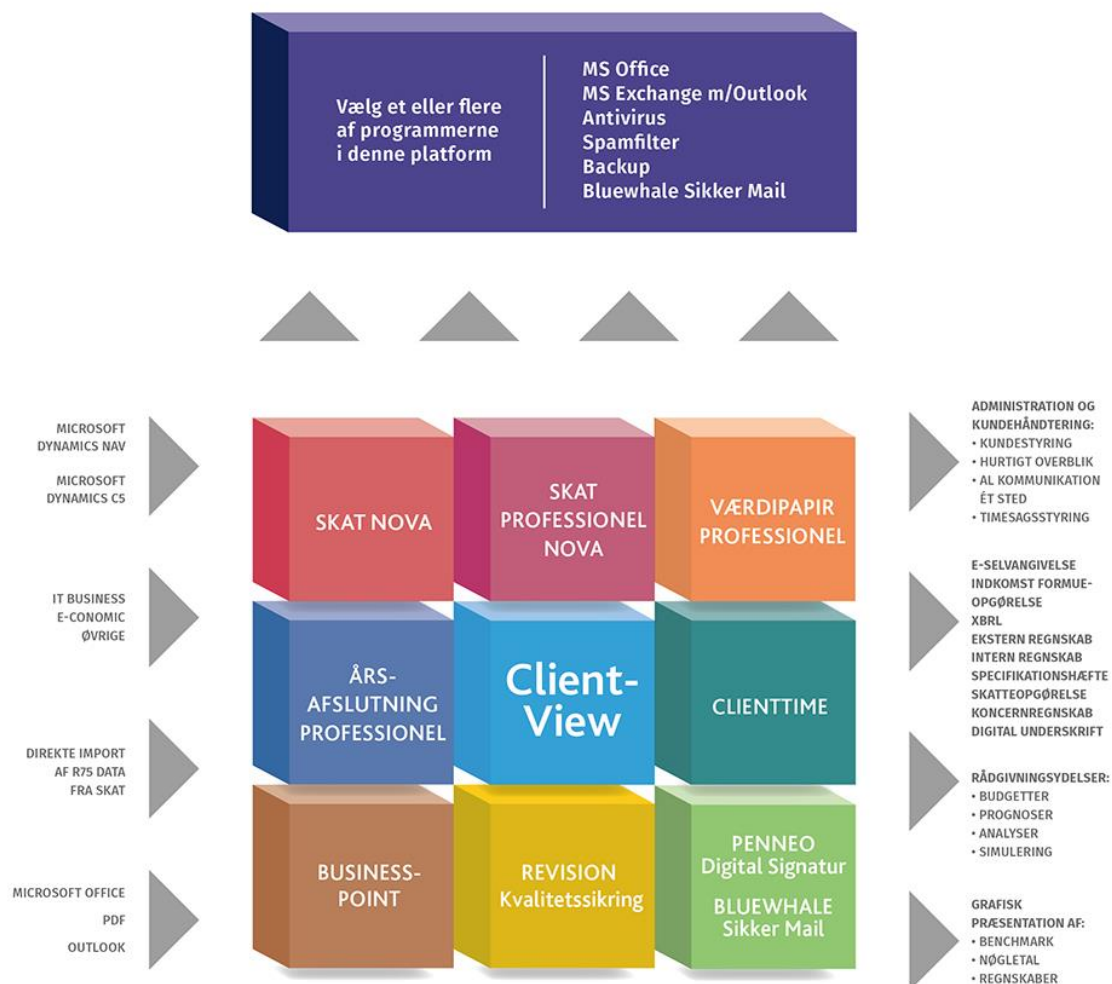 Vælg et eller flere
af programmerne
i denne platform
MS Office
MS Exchange m/Outlook
Antivirus
Spamfilter
Backup
Bluewhale Sikker Mail
MICROSOFT
DYNAMICS NAV
MICROSOFT
DYNAMICS C5
IT BUSINESS
E-CONOMIC
ØVRIGE
DIREKTE IMPORT
AF R75 DATA
FRA SKAT
MICROSOFT OFFICE
PDF
OUTLOOK
SKAT NOVA
SKAT
PROFESSIONEL
NOVA
VÆRDIPAPIR
PROFESSIONEL
ÅRS-
AFSLUTNING
PROFESSIONEL
Client-
View
CLIENTTIME
BUSINESS-
POINT
REVISION
Kvalitetssikring
PENNEO
Digital Signatur
BLUEWHALE
Sikker Mail
ADMINISTRATION OG
KUNDEHÅNDTERING:
• KUNDESTYRING
• HURTIGT OVERBLIK
• AL KOMMUNIKATION
ÉT STED
• TIMESAGSSTYRING
E-SELVANGIVELSE
INDKOMST FORMUE-
OPGØRELSE
XBRL
EKSTERN REGNSKAB
INTERN REGNSKAB
SPECIFIKATIONSHÆFTE
SKATTEOPGØRELSE
KONCERNREGNSKAB
DIGITAL UNDERSKRIFT
RÅDGIVNINGSYDELSER:
• BUDGETTER
• PROGNOSER
• ANALYSER
• SIMULERING
GRAFISK
PRÆSENTATION AF:
• BENCHMARK
• NØGLETAL
• REGNSKABER